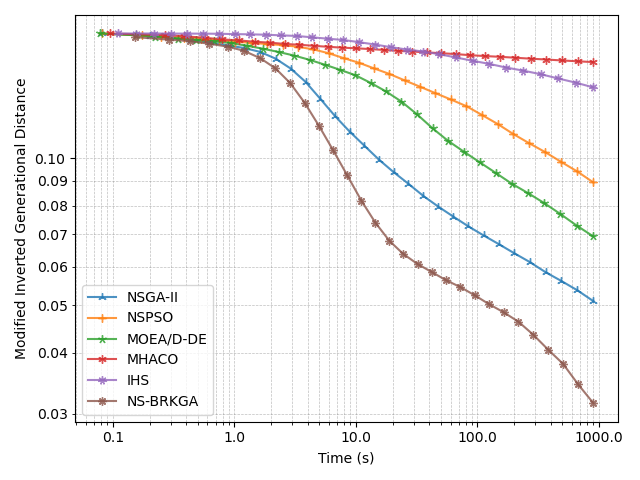 Modified Inverted Generational Distance
0.10
0.09
0.08
0.07
0.06
0.05
0.04
0.03
NSGA-II
NSPSO
MOEA/D-DE
MHACO
IHS
NS-BRKGA
0.1 1.0 10.0 100.0 1000.0
Time (s)